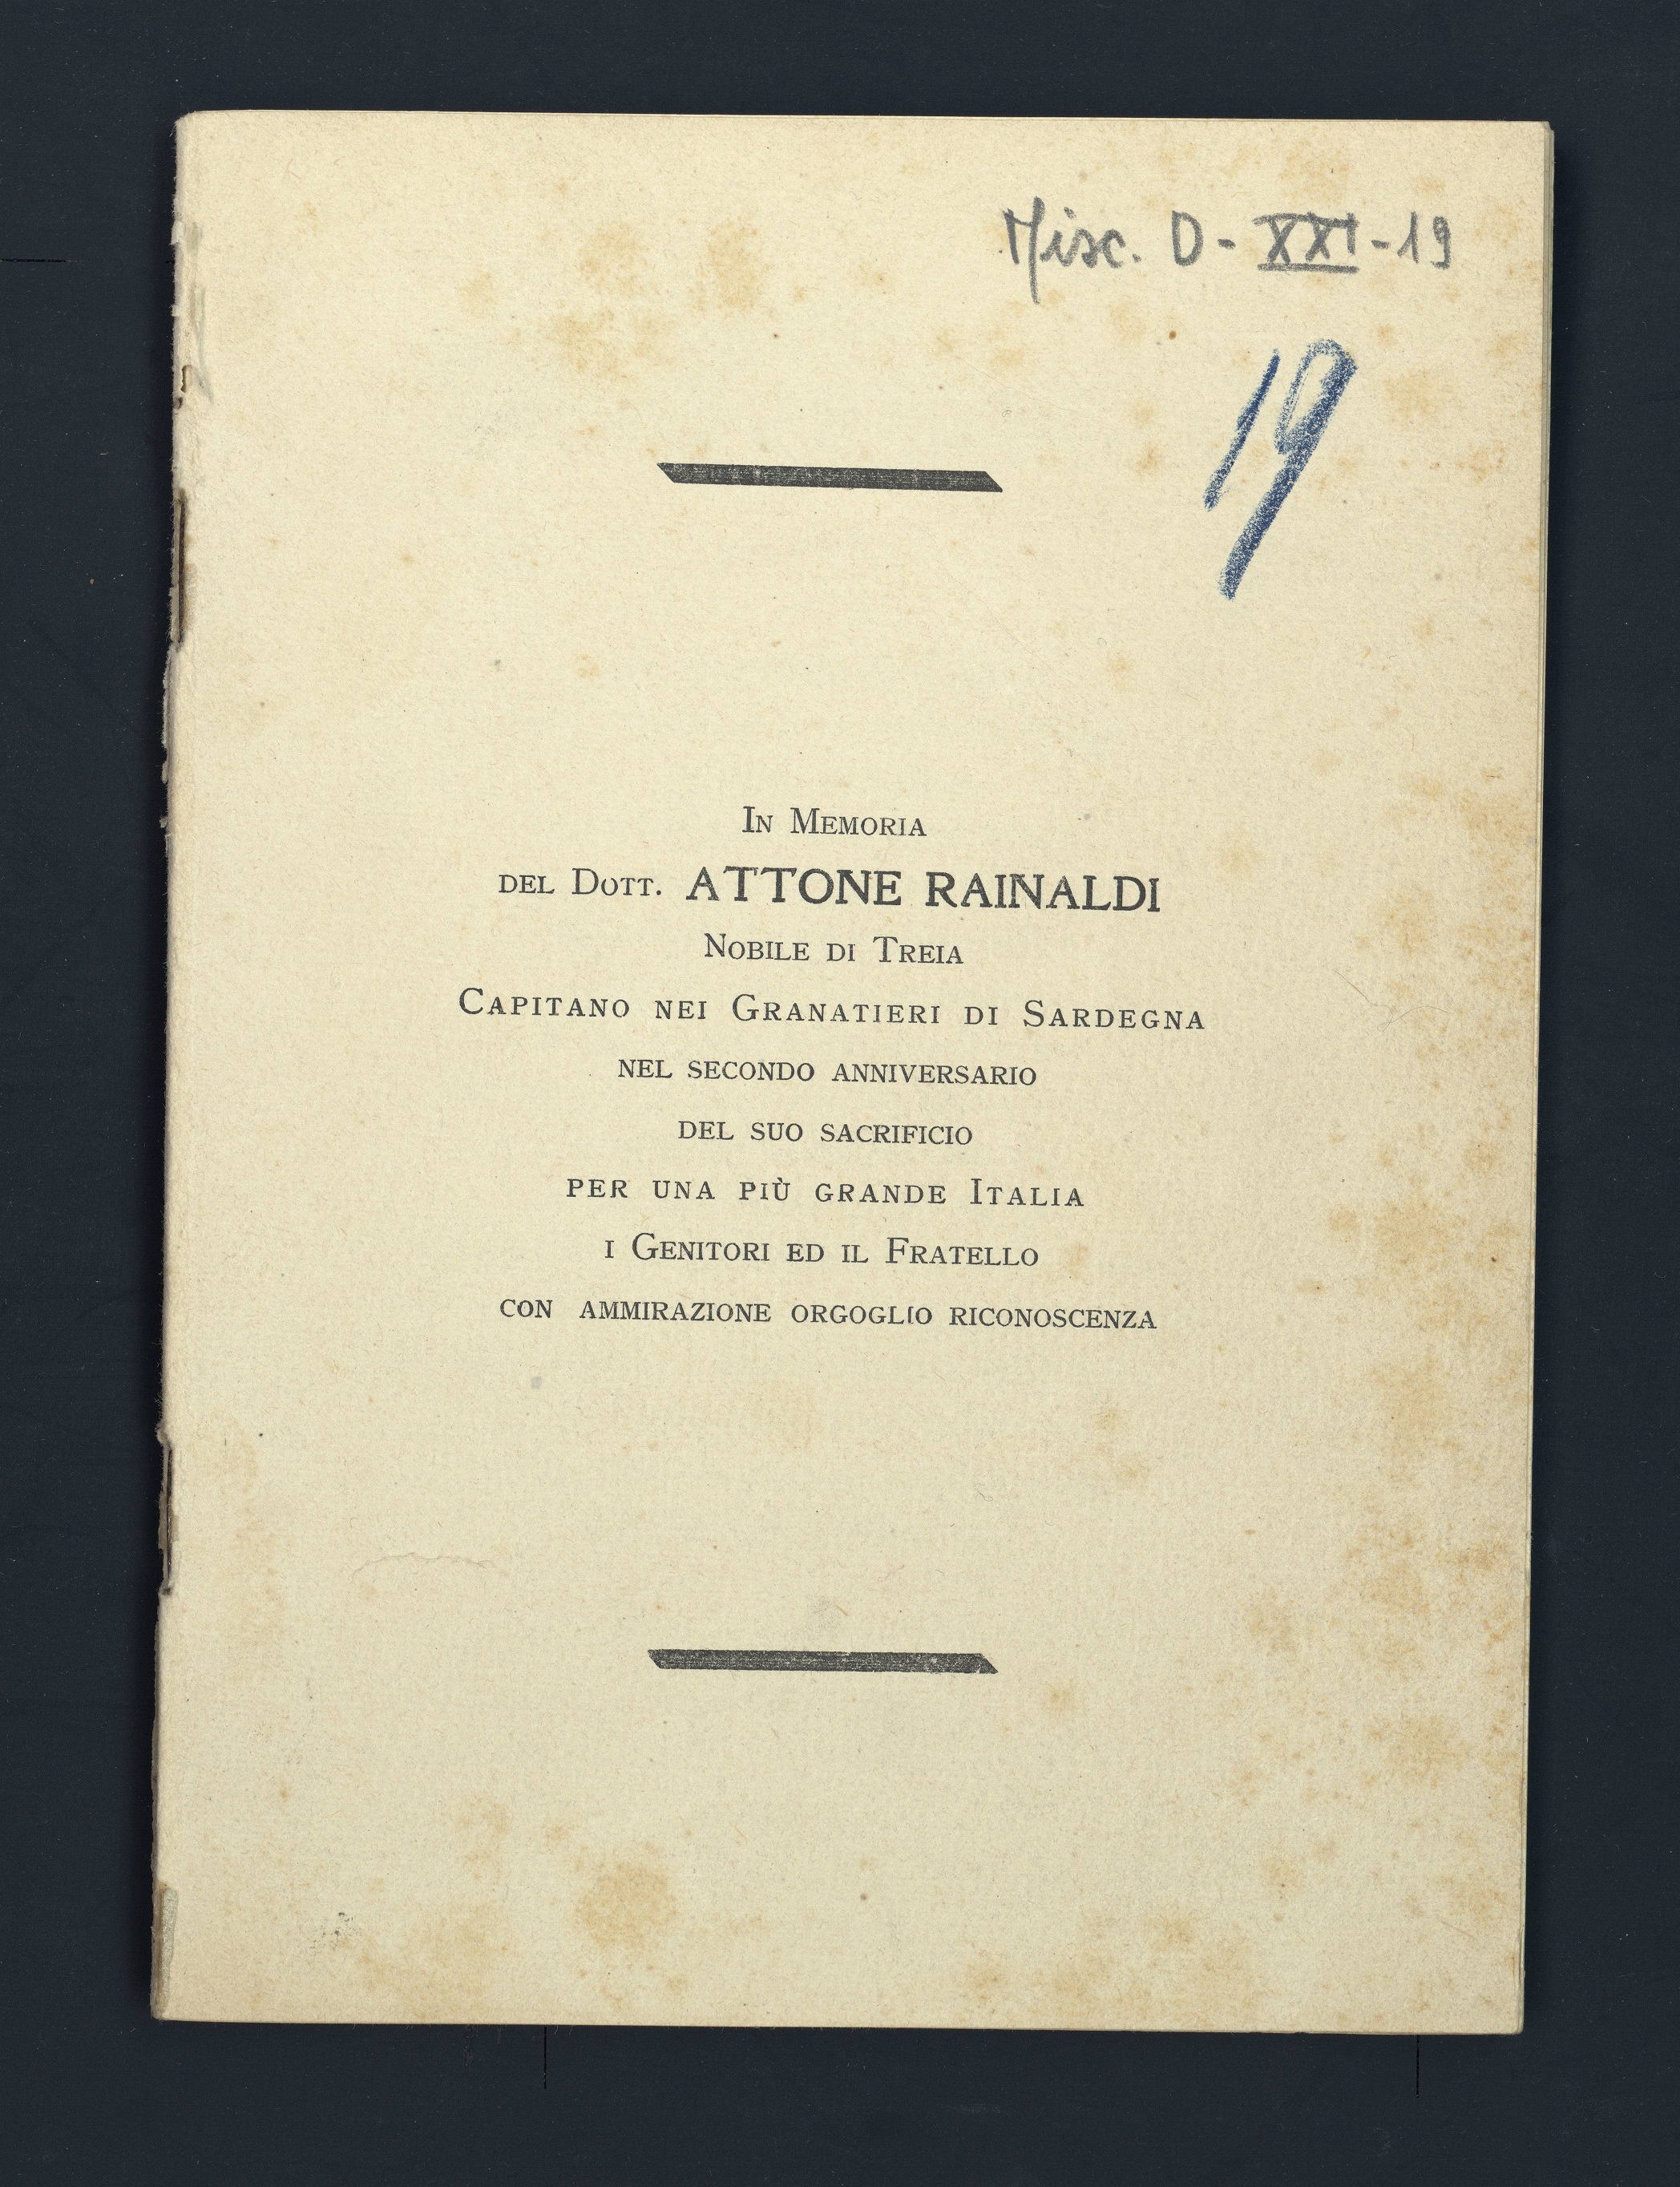 Misc. D-XXI-19
19
In Memoria
del Dott. ATTONE RAINALDI
Nobile di Treia
Capitano nei Granatieri di Sardegna
nel secondo anniversario
del suo sacrificio
per una più grande Italia
i Genitori ed il Fratello
con ammirazione orgoglio riconoscenza